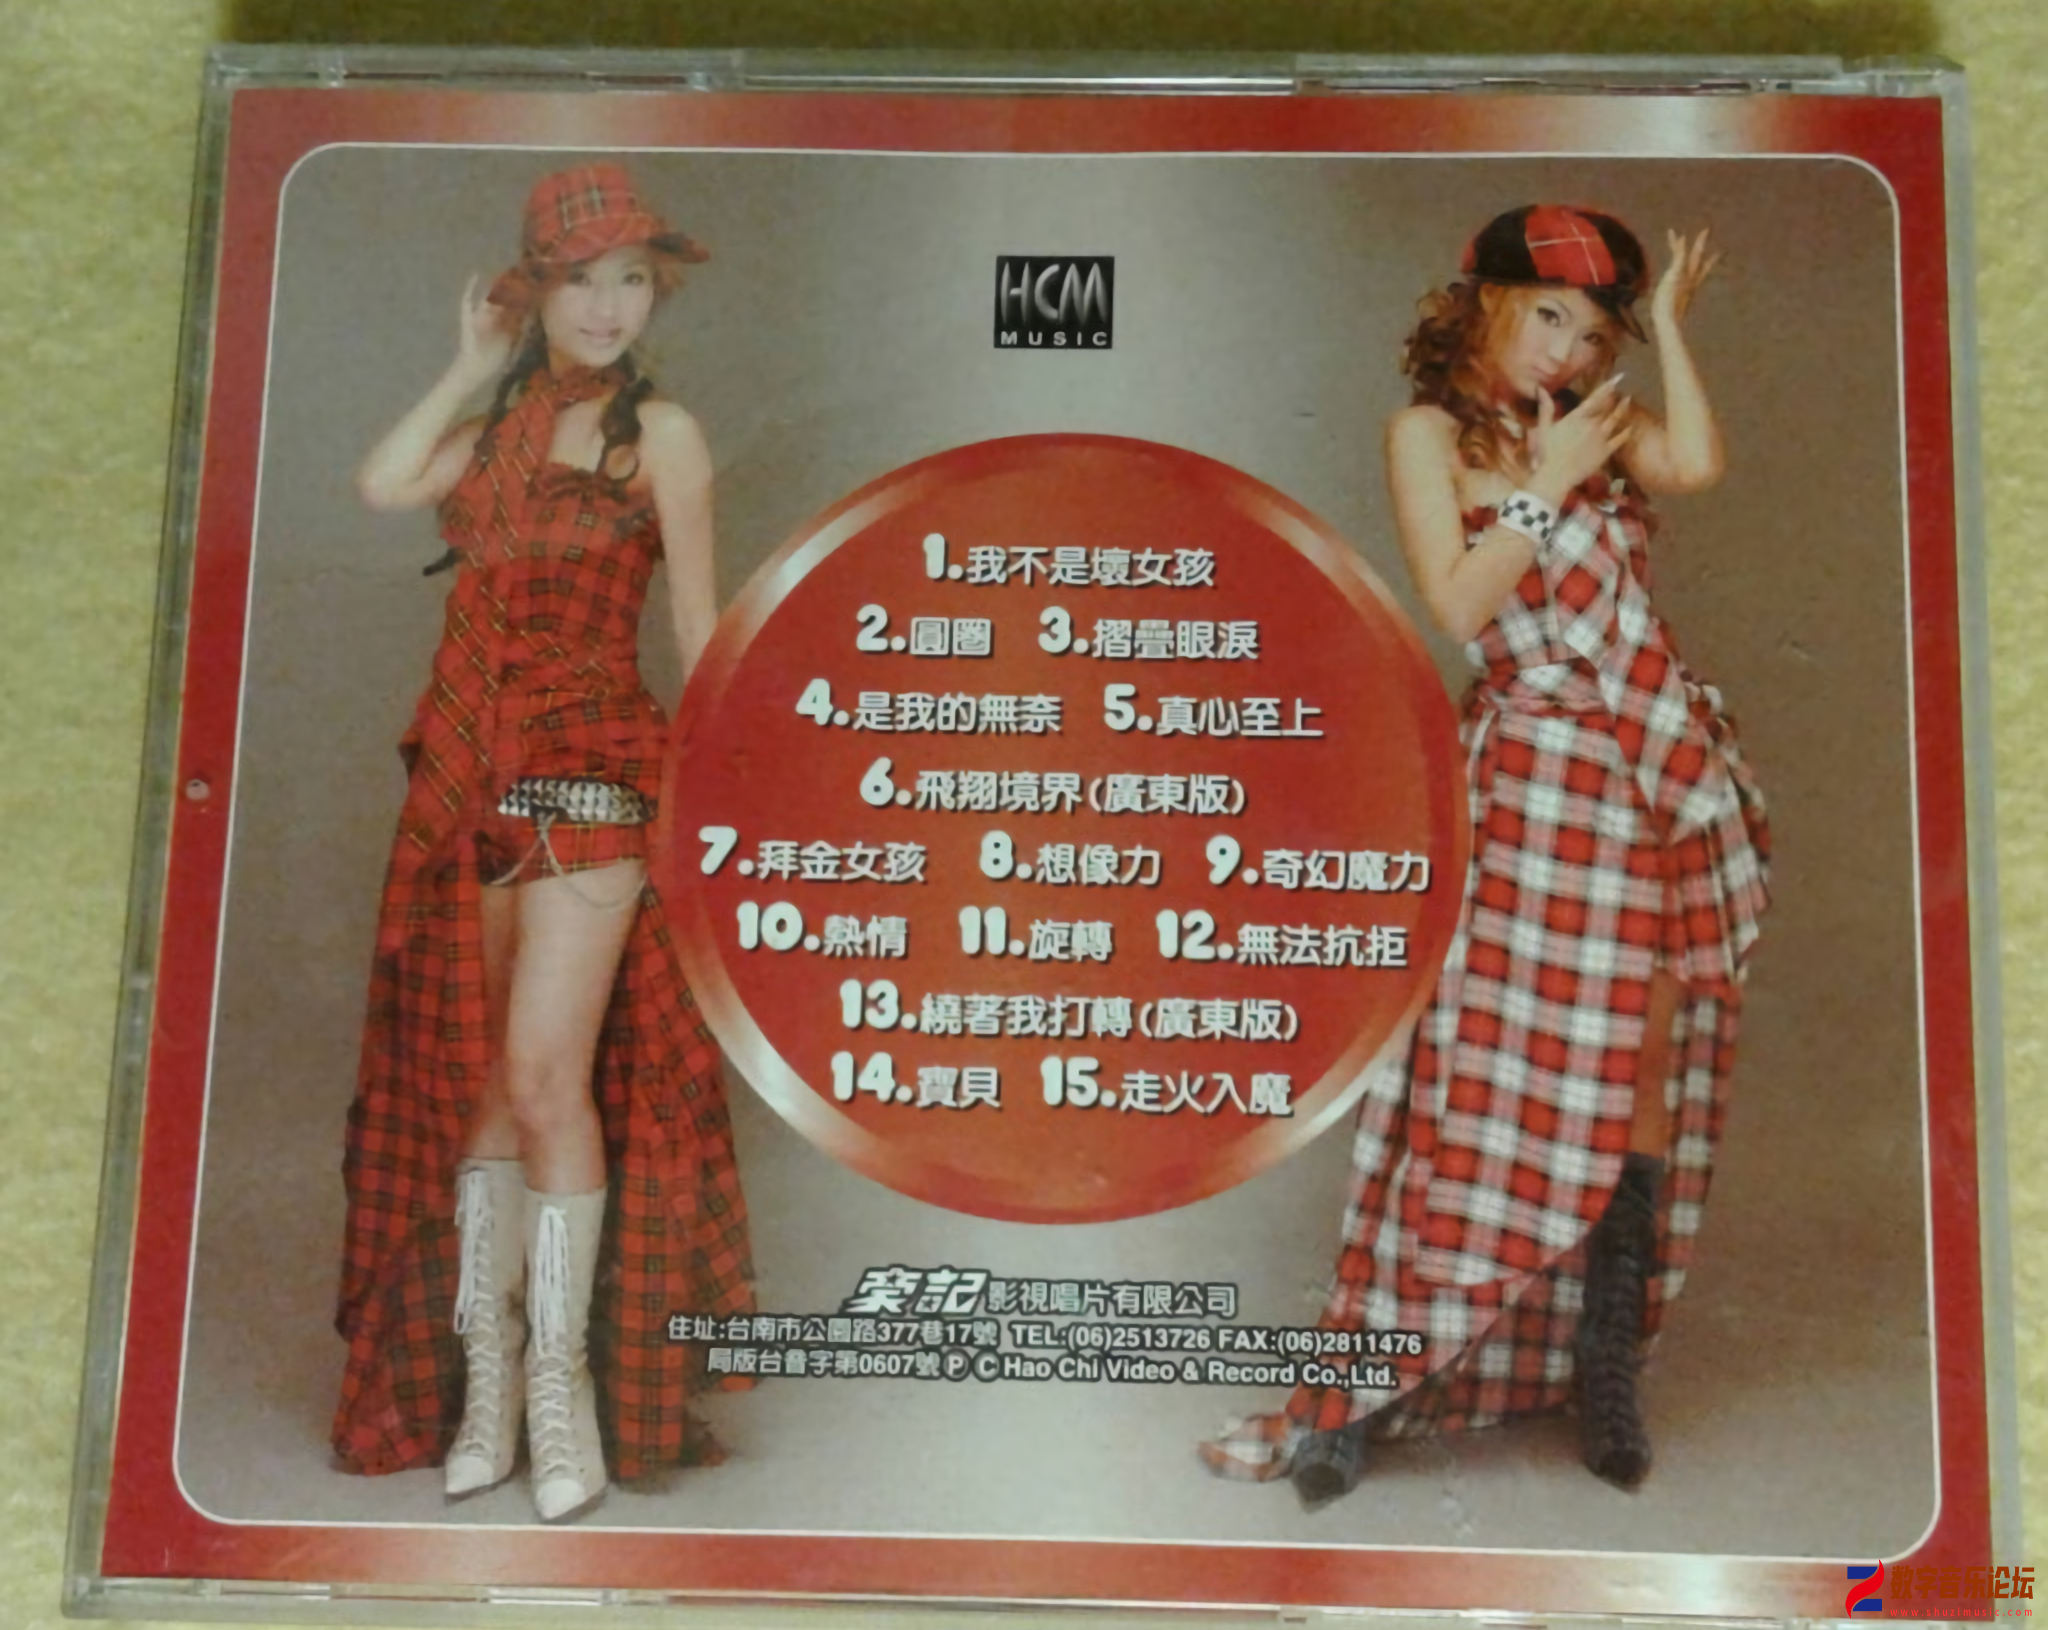 HCM
MUSIC
1.我不是壞女孩
2.圓圈 3.摺疊眼淚
4.是我的無奈 5.真心至上
6.飛翔境界(廣東版)
7.拜金女孩 8.想像力 9.奇幻魔力
10.熱情 11.旋轉 12.無法抗拒
13.繞著我打轉(廣東版)
14.寶貝 15.走火入魔
記影視唱片有限公司
住址:台南市公園路377巷17號 TEL:(06)2513726 FAX:(06)2811476
局版台音字第0607號 Ⓟ Ⓒ Hao Chi Video & Record Co.,Ltd.
数字音乐论坛
www.shuzimusic.com